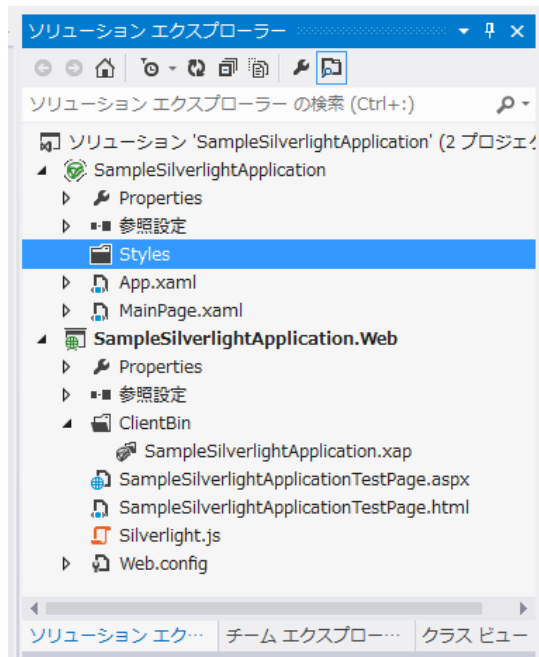 ソリューション エクスプローラー
ソリューション エクスプローラー の検索 (Ctrl+:)
ソリューション 'SampleSilverlightApplication' (2 プロジェク
SampleSilverlightApplication
Properties
参照設定
Styles
App.xaml
MainPage.xaml
SampleSilverlightApplication.Web
Properties
参照設定
ClientBin
SampleSilverlightApplication.xap
SampleSilverlightApplicationTestPage.aspx
SampleSilverlightApplicationTestPage.html
Silverlight.js
Web.config
ソリューション エク… チーム エクスプロー… クラス ビュー